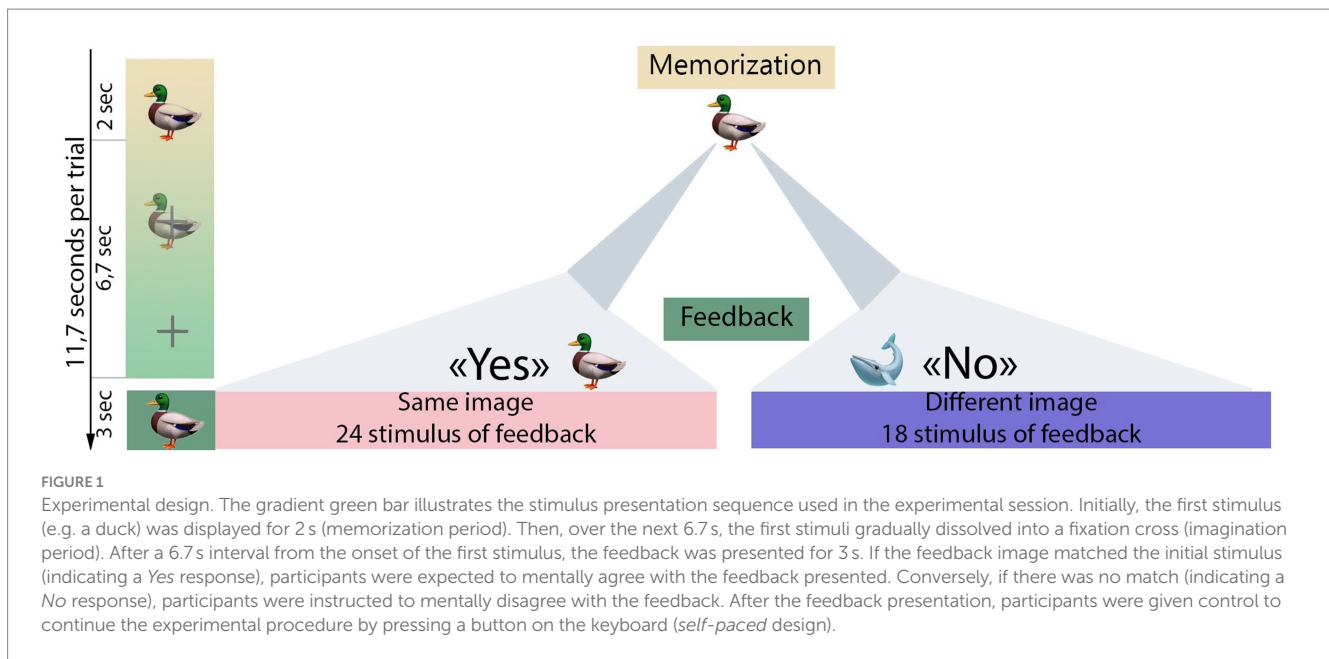 11,7 seconds per trial
2 sec
6,7 sec
3 sec
Memorization
Feedback
«Yes»
«No»
Same image
24 stimulus of feedback
Different image
18 stimulus of feedback
FIGURE 1
Experimental design. The gradient green bar illustrates the stimulus presentation sequence used in the experimental session. Initially, the first stimulus
(e.g. a duck) was displayed for 2 s (memorization period). Then, over the next 6.7 s, the first stimuli gradually dissolved into a fixation cross (imagination
period). After a 6.7 s interval from the onset of the first stimulus, the feedback was presented for 3 s. If the feedback image matched the initial stimulus
(indicating a Yes response), participants were expected to mentally agree with the feedback presented. Conversely, if there was no match (indicating a
No response), participants were instructed to mentally disagree with the feedback. After the feedback presentation, participants were given control to
continue the experimental procedure by pressing a button on the keyboard (self-paced design).